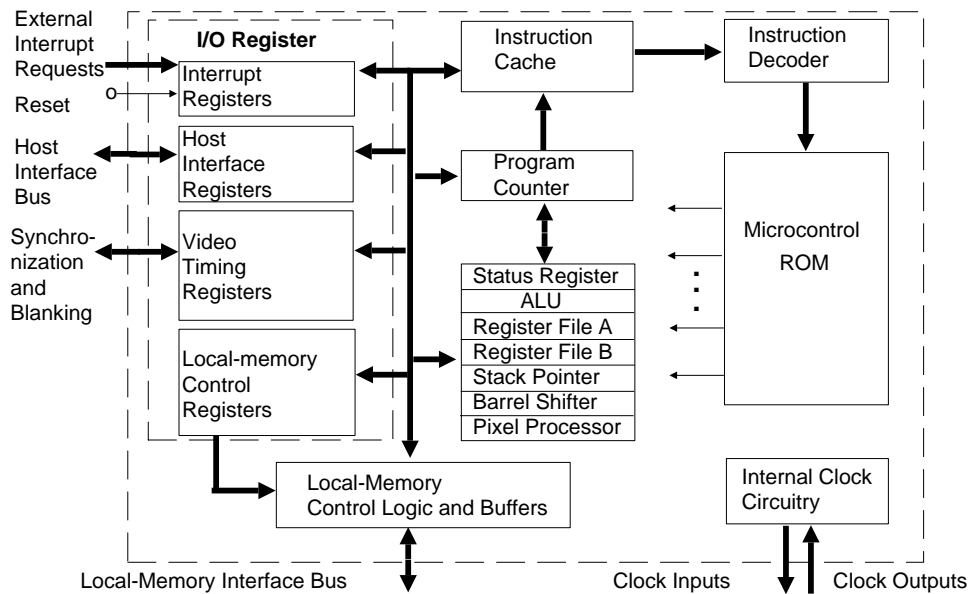 External
Interrupt
Requests
Reset
Host
Interface
Bus
Synchro-
nization
and
Blanking
I/O Register
Interrupt
Registers
Host
Interface
Registers
Video
Timing
Registers
Local-memory
Control
Registers
Instruction
Cache
Program
Counter
Status Register
ALU
Register File A
Register File B
Stack Pointer
Barrel Shifter
Pixel Processor
Instruction
Decoder
Microcontrol
ROM
Local-Memory
Control Logic and Buffers
Internal Clock
Circuitry
Local-Memory Interface Bus
Clock Inputs
Clock Outputs